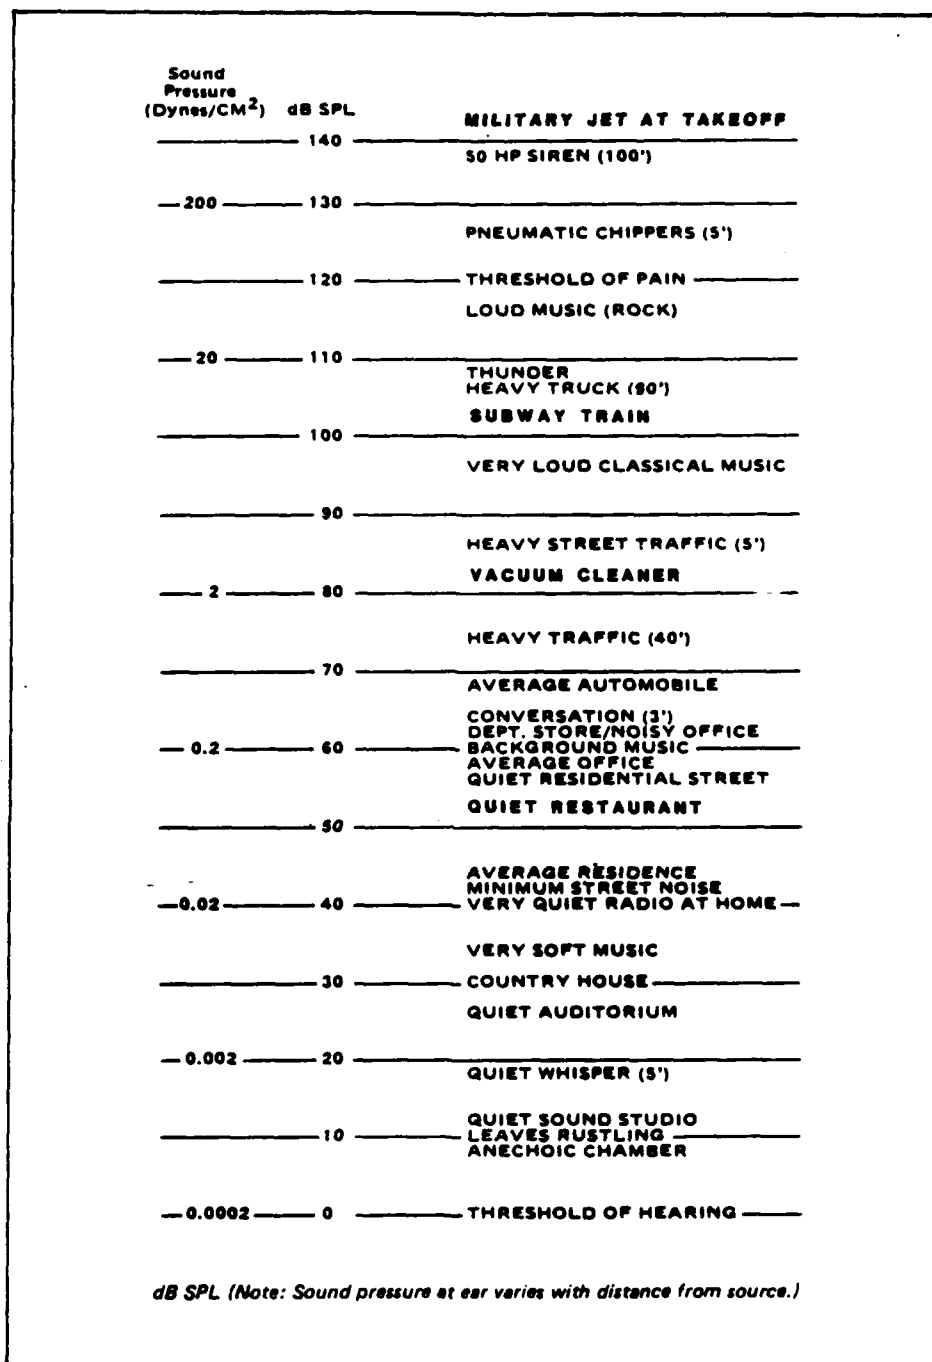 Sound
Pressure
(Dynes/CM²) dB SPL
MILITARY JET AT TAKEOFF
140
50 HP SIREN (100')
200 130
PNEUMATIC CHIPPERS (5')
120 THRESHOLD OF PAIN
LOUD MUSIC (ROCK)
20 110
THUNDER
HEAVY TRUCK (90')
SUBWAY TRAIN
100
VERY LOUD CLASSICAL MUSIC
90
HEAVY STREET TRAFFIC (5')
VACUUM CLEANER
2 80
HEAVY TRAFFIC (40')
70
AVERAGE AUTOMOBILE
CONVERSATION (3')
DEPT. STORE/NOISY OFFICE
0.2 60 BACKGROUND MUSIC
AVERAGE OFFICE
QUIET RESIDENTIAL STREET
QUIET RESTAURANT
50
AVERAGE RESIDENCE
MINIMUM STREET NOISE
0.02 40 VERY QUIET RADIO AT HOME
VERY SOFT MUSIC
30 COUNTRY HOUSE
QUIET AUDITORIUM
0.002 20
QUIET WHISPER (5')
QUIET SOUND STUDIO
10 LEAVES RUSTLING
ANECHOIC CHAMBER
0.0002 0 THRESHOLD OF HEARING
dB SPL (Note: Sound pressure at ear varies with distance from source.)